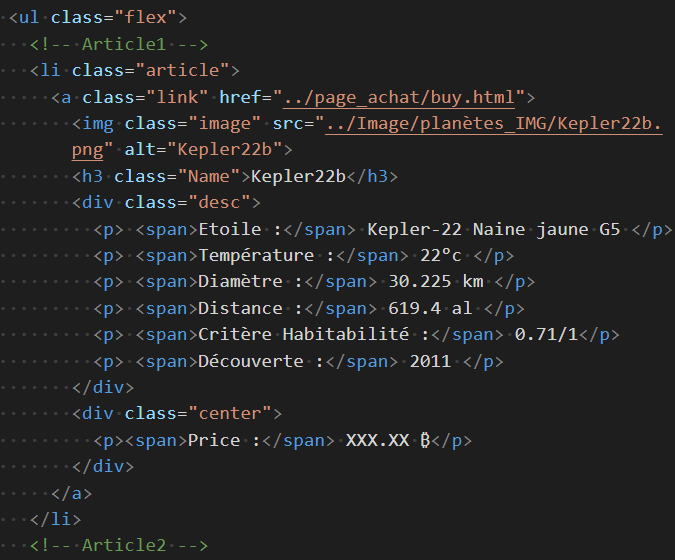 <ul class="flex">
<!-- Article1 -->
<li class="article">
<a class="link" href="../page_achat/buy.html">
<img class="image" src="../Image/planètes_IMG/Kepler22b.
png" alt="Kepler22b">
<h3 class="Name">Kepler22b</h3>
<div class="desc">
<p> <span>Etoile :</span> Kepler-22 Naine jaune G5 </p>
<p> <span>Température :</span> 22°c </p>
<p> <span>Diamètre :</span> 30.225 km </p>
<p> <span>Distance :</span> 619.4 al </p>
<p> <span>Critère Habitabilité :</span> 0.71/1</p>
<p> <span>Découverte :</span> 2011 </p>
</div>
<div class="center">
<p><span>Price :</span> XXX.XX ₿</p>
</div>
</a>
</li>
<!-- Article2 -->